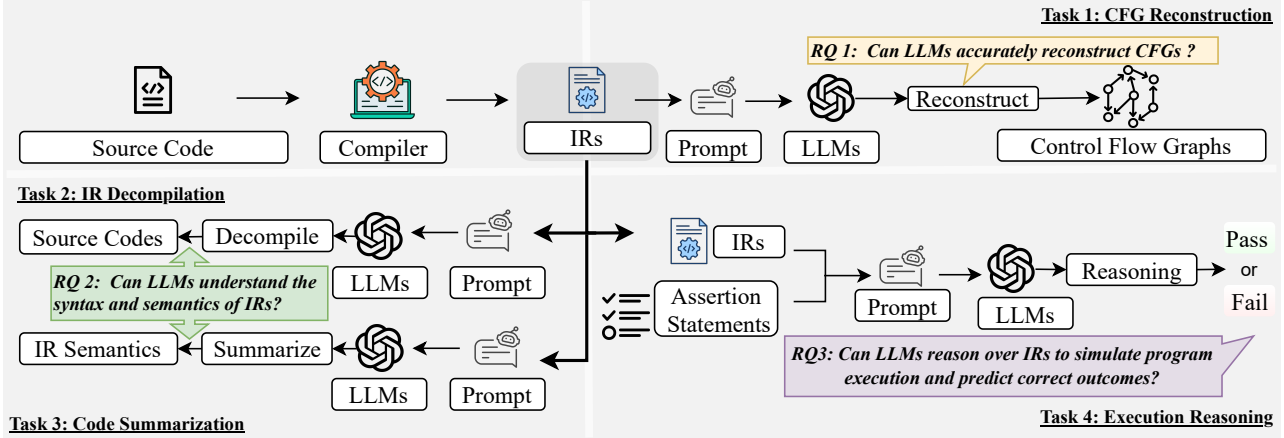 Task 1: CFG Reconstruction
RQ 1: Can LLMs accurately reconstruct CFGs ?
Source Code
Compiler
IRs
Prompt
LLMs
Reconstruct
Control Flow Graphs
Task 2: IR Decompilation
Source Codes
Decompile
LLMs
Prompt
RQ 2: Can LLMs understand the
syntax and semantics of IRs?
IR Semantics
Summarize
LLMs
Prompt
Task 3: Code Summarization
IRs
Assertion
Statements
Prompt
LLMs
Reasoning
Pass
or
Fail
RQ3: Can LLMs reason over IRs to simulate program
execution and predict correct outcomes?
Task 4: Execution Reasoning